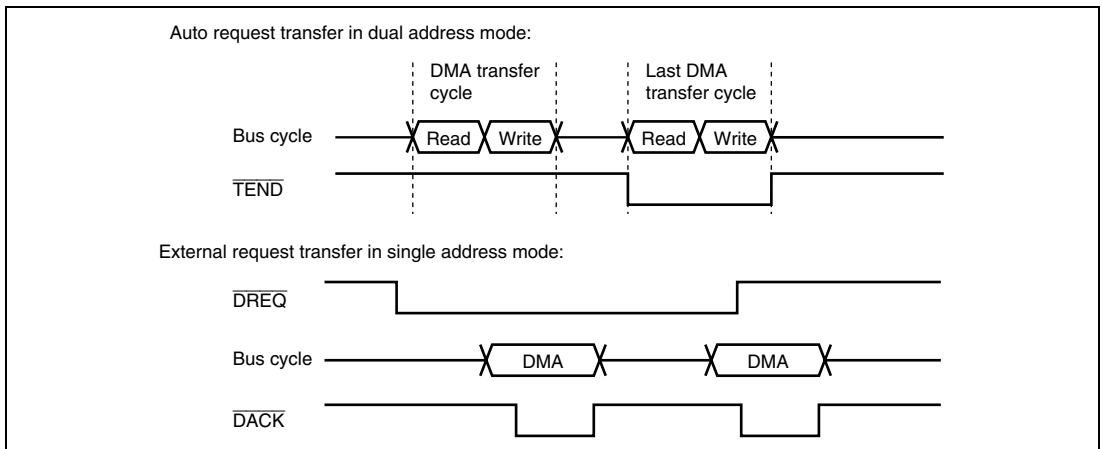 Auto request transfer in dual address mode:
DMA transfer
cycle
Last DMA
transfer cycle
Bus cycle
Read
Write
Read
Write
TEND
External request transfer in single address mode:
DREQ
Bus cycle
DMA
DMA
DACK